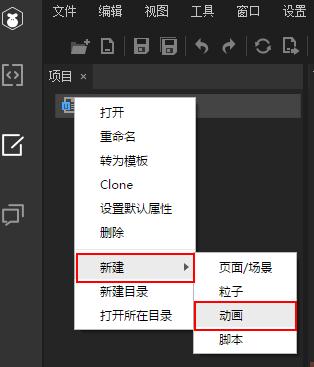 文件 编辑 视图 工具 窗口 设置
项目 ×
打开
重命名
转为模板
Clone
设置默认属性
删除
新建
新建目录
打开所在目录
页面/场景
粒子
动画
脚本